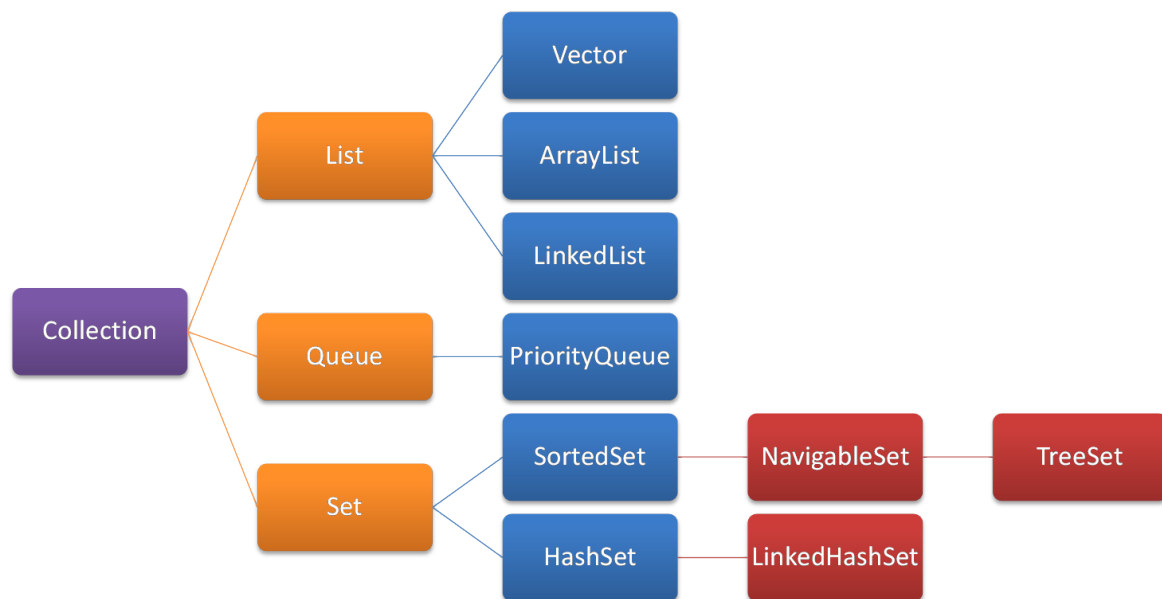 Vector
List
ArrayList
LinkedList
Collection
Queue
PriorityQueue
SortedSet
NavigableSet
TreeSet
Set
HashSet
LinkedHashSet